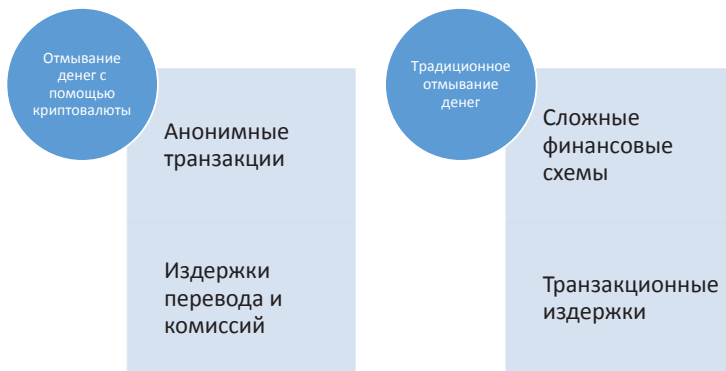 Отмывание
денег с
помощью
криптовалюты
Анонимные
транзакции
Издержки
перевода и
комиссий
Традиционное
отмывание
денег
Сложные
финансовые
схемы
Транзакционные
издержки